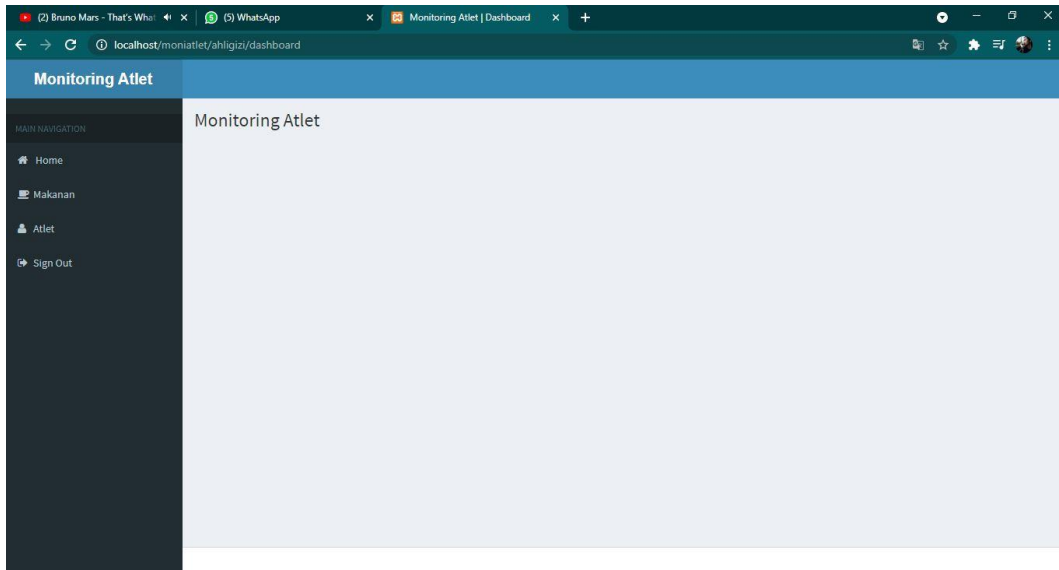 (2) Bruno Mars - That's What
(5) WhatsApp
Monitoring Atlet | Dashboard
localhost/moniatlet/ahligizi/dashboard
Monitoring Atlet
MAIN NAVIGATION
Monitoring Atlet
Home
Makanan
Atlet
Sign Out